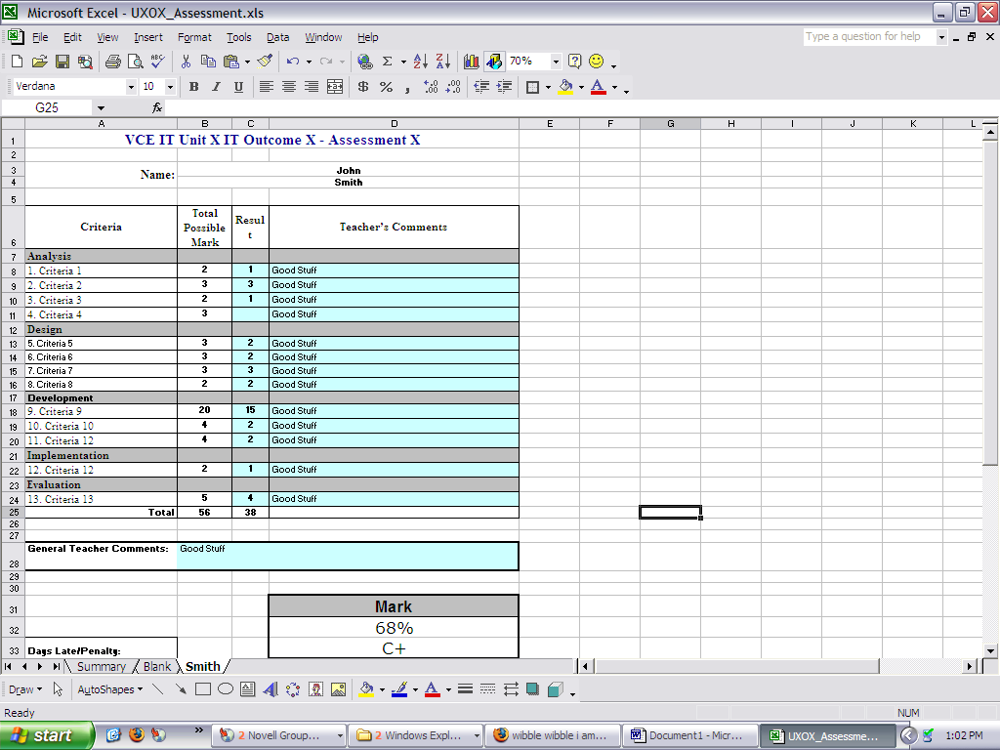 Microsoft Excel - UXOX_Assessment.xls
File Edit View Insert Format Tools Data Window Help Type a question for help
70%
Verdana 10 B I U $ % ,
G25 fx
A B C D E F G H I J K L
1 VCE IT Unit X IT Outcome X - Assessment X
2
3 Name: John
4 Smith
5
6 Criteria Total Possible Mark Resul t Teacher's Comments
7 Analysis
8 1. Criteria 1 2 1 Good Stuff
9 2. Criteria 2 3 3 Good Stuff
10 3. Criteria 3 2 1 Good Stuff
11 4. Criteria 4 3 Good Stuff
12 Design
13 5. Criteria 5 3 2 Good Stuff
14 6. Criteria 6 3 2 Good Stuff
15 7. Criteria 7 3 3 Good Stuff
16 8. Criteria 8 2 2 Good Stuff
17 Development
18 9. Criteria 9 20 15 Good Stuff
19 10. Criteria 10 4 2 Good Stuff
20 11. Criteria 12 4 2 Good Stuff
21 Implementation
22 12. Criteria 12 2 1 Good Stuff
23 Evaluation
24 13. Criteria 13 5 4 Good Stuff
25 Total 56 38
26
27
28 General Teacher Comments: Good Stuff
29
30
31 Mark
32 68%
33 Days Late/Penalty: C+
Summary Blank Smith
Draw AutoShapes
Ready NUM
start 2 Novell Group... 2 Windows Expl... wibble wibble i am... Document1 - Micr... UXOX_Assessme... 1:02 PM